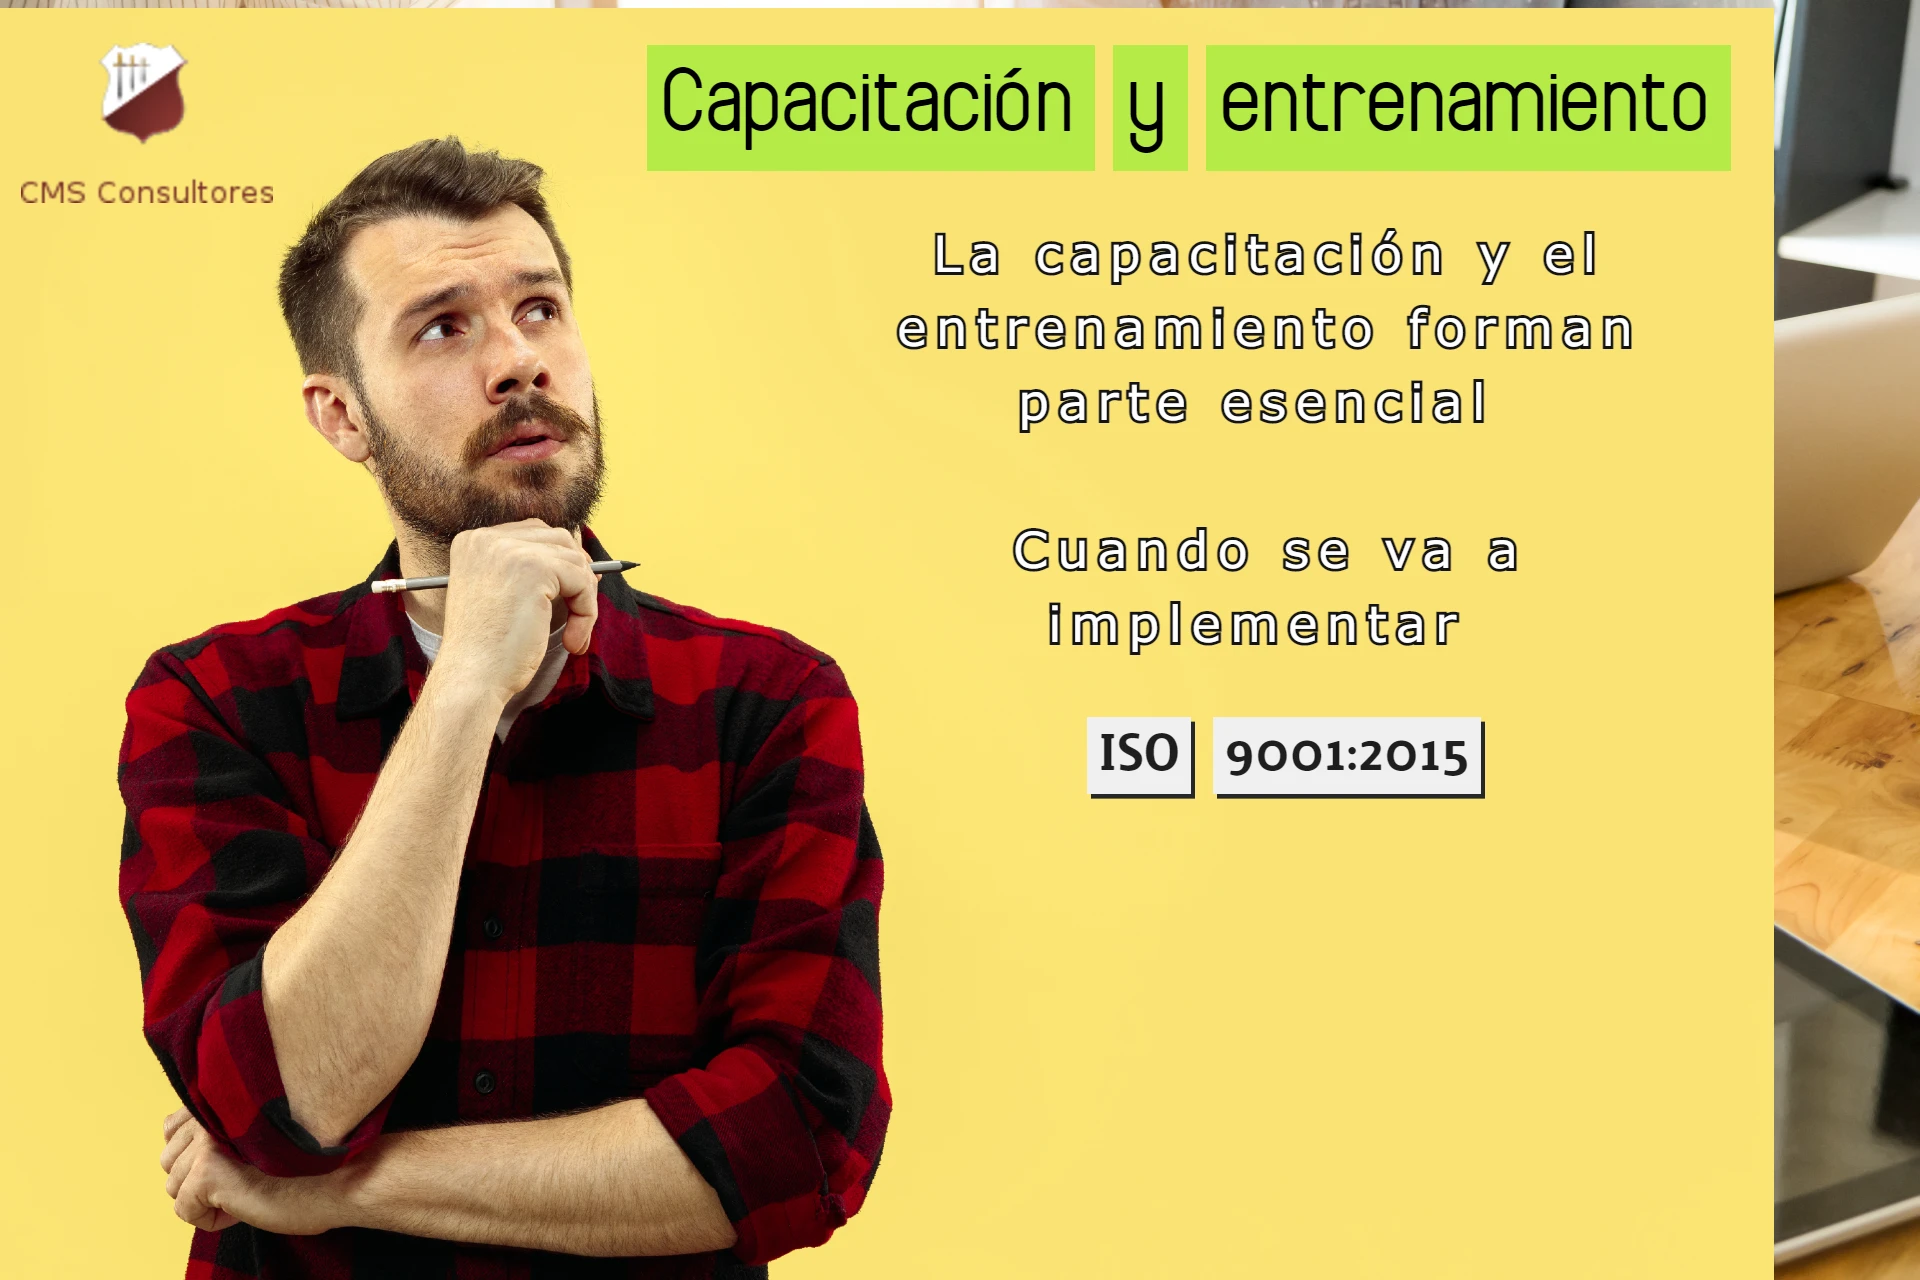 CMS Consultores
Capacitación y entrenamiento
La capacitación y el
entrenamiento forman
parte esencial
Cuando se va a
implementar
ISO 9001:2015